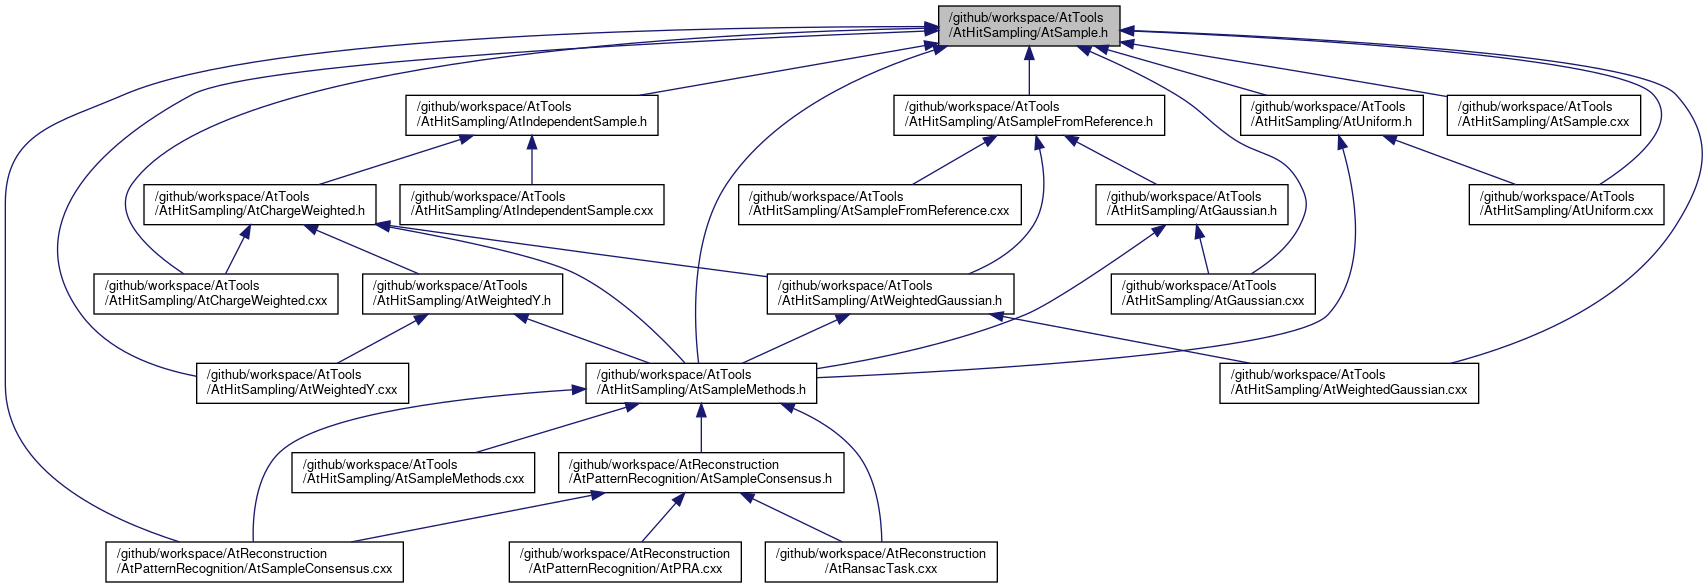 /github/workspace/AtTools
/AtHitSampling/AtSample.h
/github/workspace/AtTools
/AtHitSampling/AtIndependentSample.h
/github/workspace/AtTools
/AtHitSampling/AtSampleFromReference.h
/github/workspace/AtTools
/AtHitSampling/AtUniform.h
/github/workspace/AtTools
/AtHitSampling/AtSample.cxx
/github/workspace/AtTools
/AtHitSampling/AtChargeWeighted.h
/github/workspace/AtTools
/AtHitSampling/AtIndependentSample.cxx
/github/workspace/AtTools
/AtHitSampling/AtSampleFromReference.cxx
/github/workspace/AtTools
/AtHitSampling/AtGaussian.h
/github/workspace/AtTools
/AtHitSampling/AtUniform.cxx
/github/workspace/AtTools
/AtHitSampling/AtChargeWeighted.cxx
/github/workspace/AtTools
/AtHitSampling/AtWeightedY.h
/github/workspace/AtTools
/AtHitSampling/AtWeightedGaussian.h
/github/workspace/AtTools
/AtHitSampling/AtGaussian.cxx
/github/workspace/AtTools
/AtHitSampling/AtWeightedY.cxx
/github/workspace/AtTools
/AtHitSampling/AtSampleMethods.h
/github/workspace/AtTools
/AtHitSampling/AtWeightedGaussian.cxx
/github/workspace/AtTools
/AtHitSampling/AtSampleMethods.cxx
/github/workspace/AtReconstruction
/AtPatternRecognition/AtSampleConsensus.h
/github/workspace/AtReconstruction
/AtPatternRecognition/AtSampleConsensus.cxx
/github/workspace/AtReconstruction
/AtPatternRecognition/AtPRA.cxx
/github/workspace/AtReconstruction
/AtRansacTask.cxx